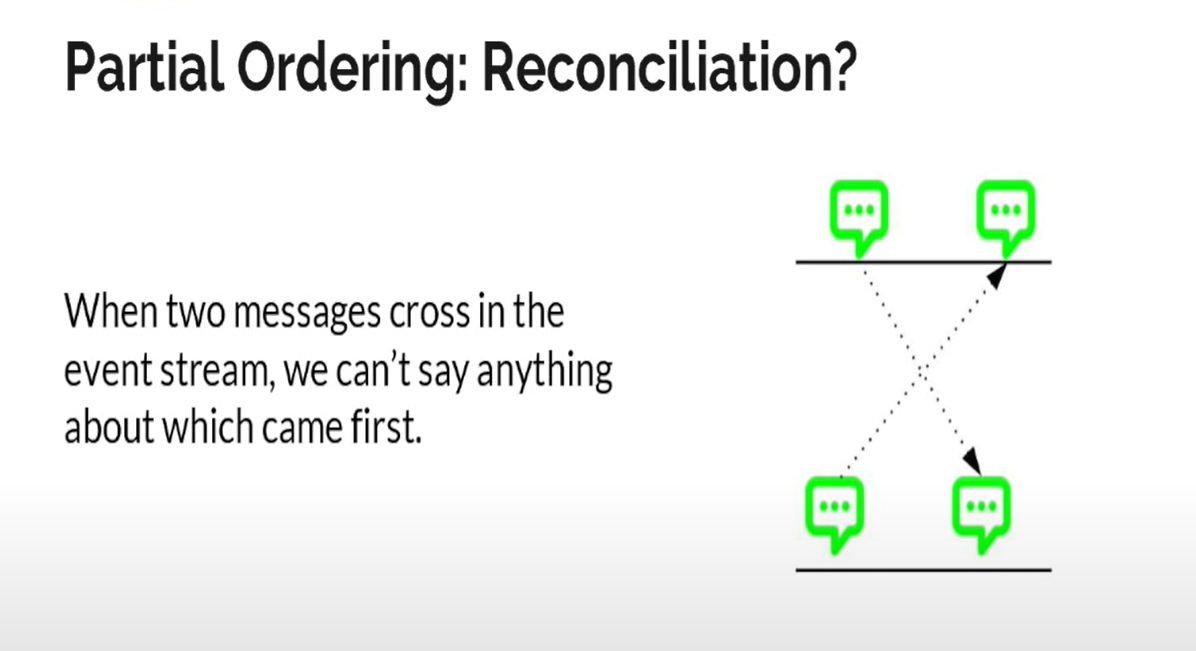 Partial Ordering: Reconciliation?
When two messages cross in the
event stream, we can’t say anything
about which came first.